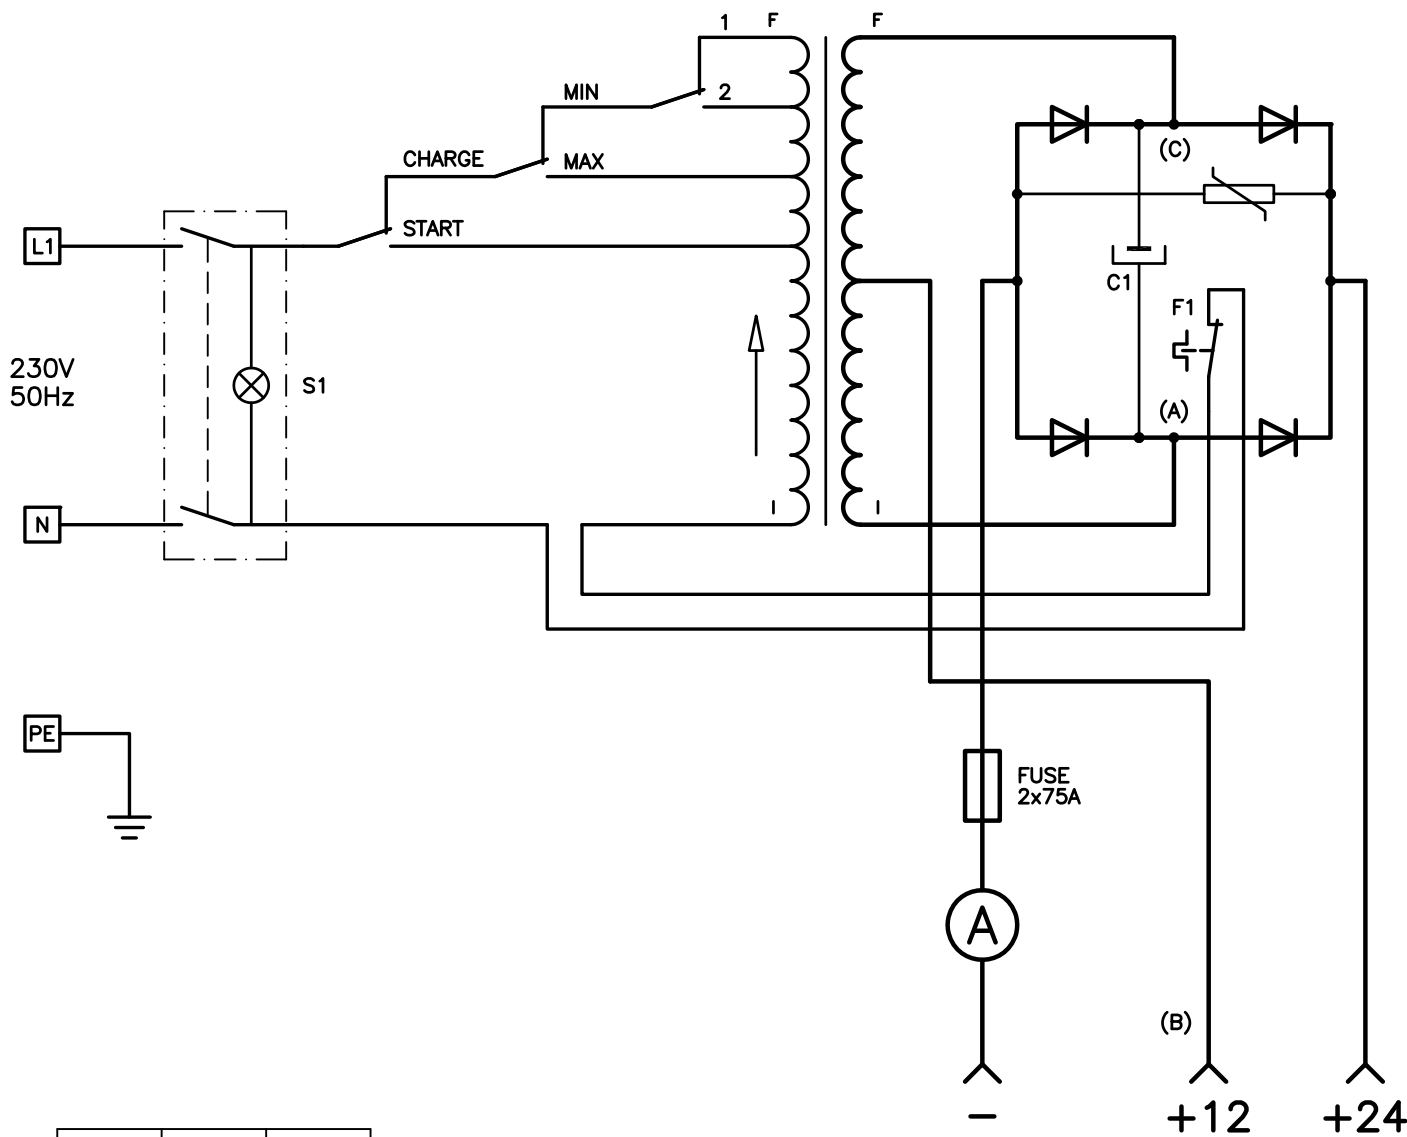 1 F F
MIN 2
CHARGE MAX (C)
START
L1
C1
F1
230V
50Hz
S1
(A)
N I I
PE
FUSE
2x75A
A
(B)
− +12 +24